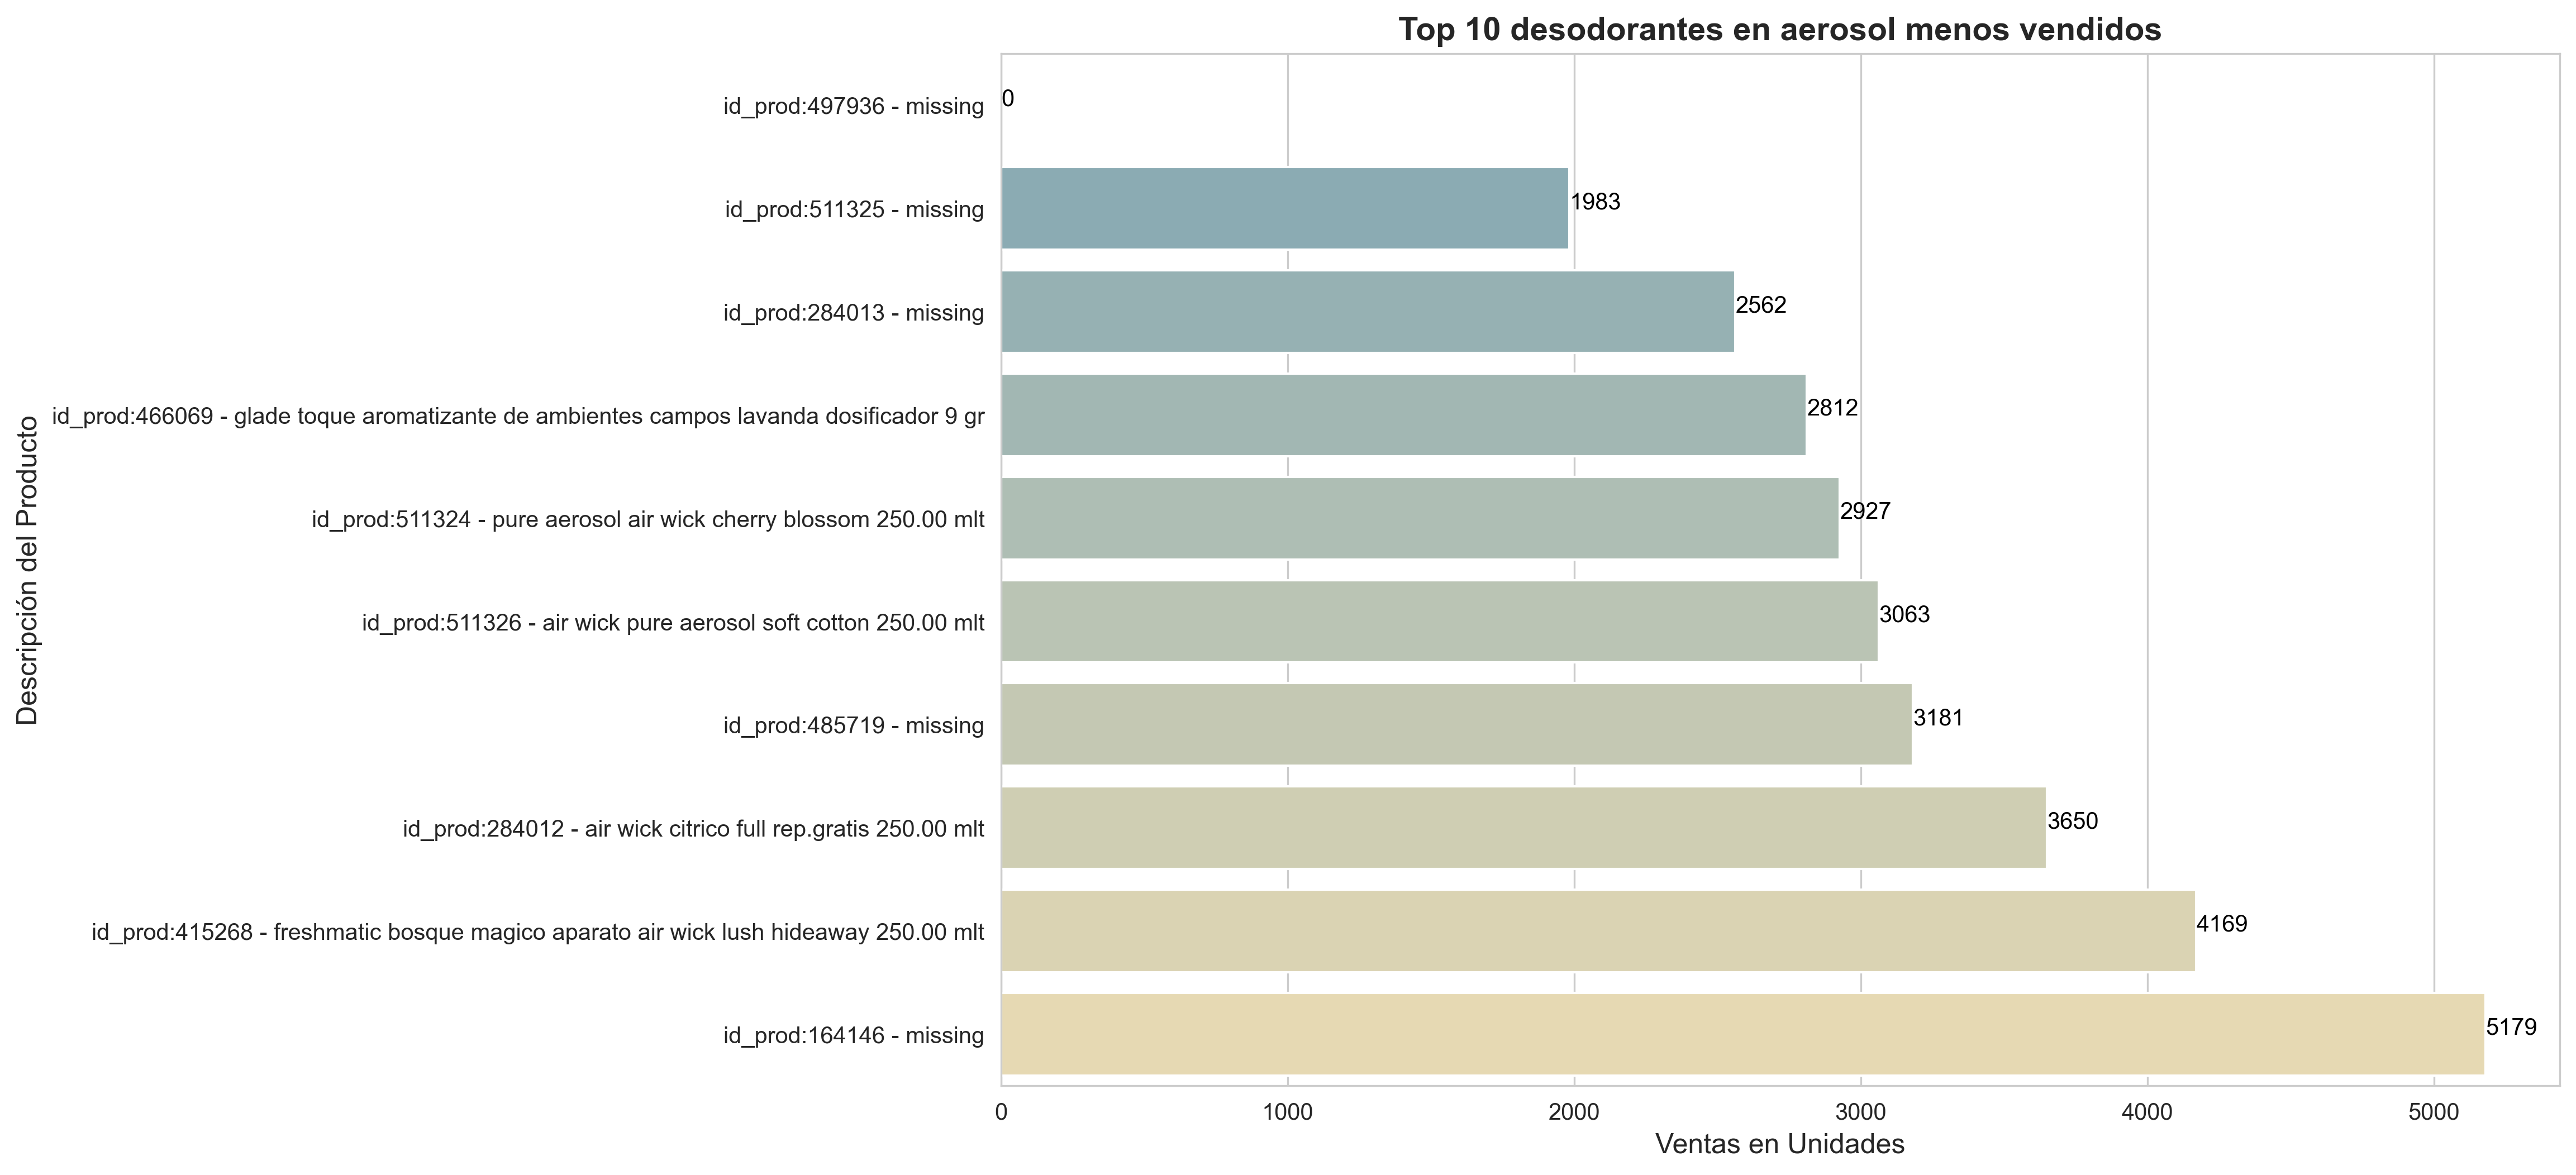 Top 10 desodorantes en aerosol menos vendidos
Descripción del Producto
id_prod:497936 - missing
0
id_prod:511325 - missing
1983
id_prod:284013 - missing
2562
id_prod:466069 - glade toque aromatizante de ambientes campos lavanda dosificador 9 gr
2812
id_prod:511324 - pure aerosol air wick cherry blossom 250.00 mlt
2927
id_prod:511326 - air wick pure aerosol soft cotton 250.00 mlt
3063
id_prod:485719 - missing
3181
id_prod:284012 - air wick citrico full rep.gratis 250.00 mlt
3650
id_prod:415268 - freshmatic bosque magico aparato air wick lush hideaway 250.00 mlt
4169
id_prod:164146 - missing
5179
0 1000 2000 3000 4000 5000
Ventas en Unidades